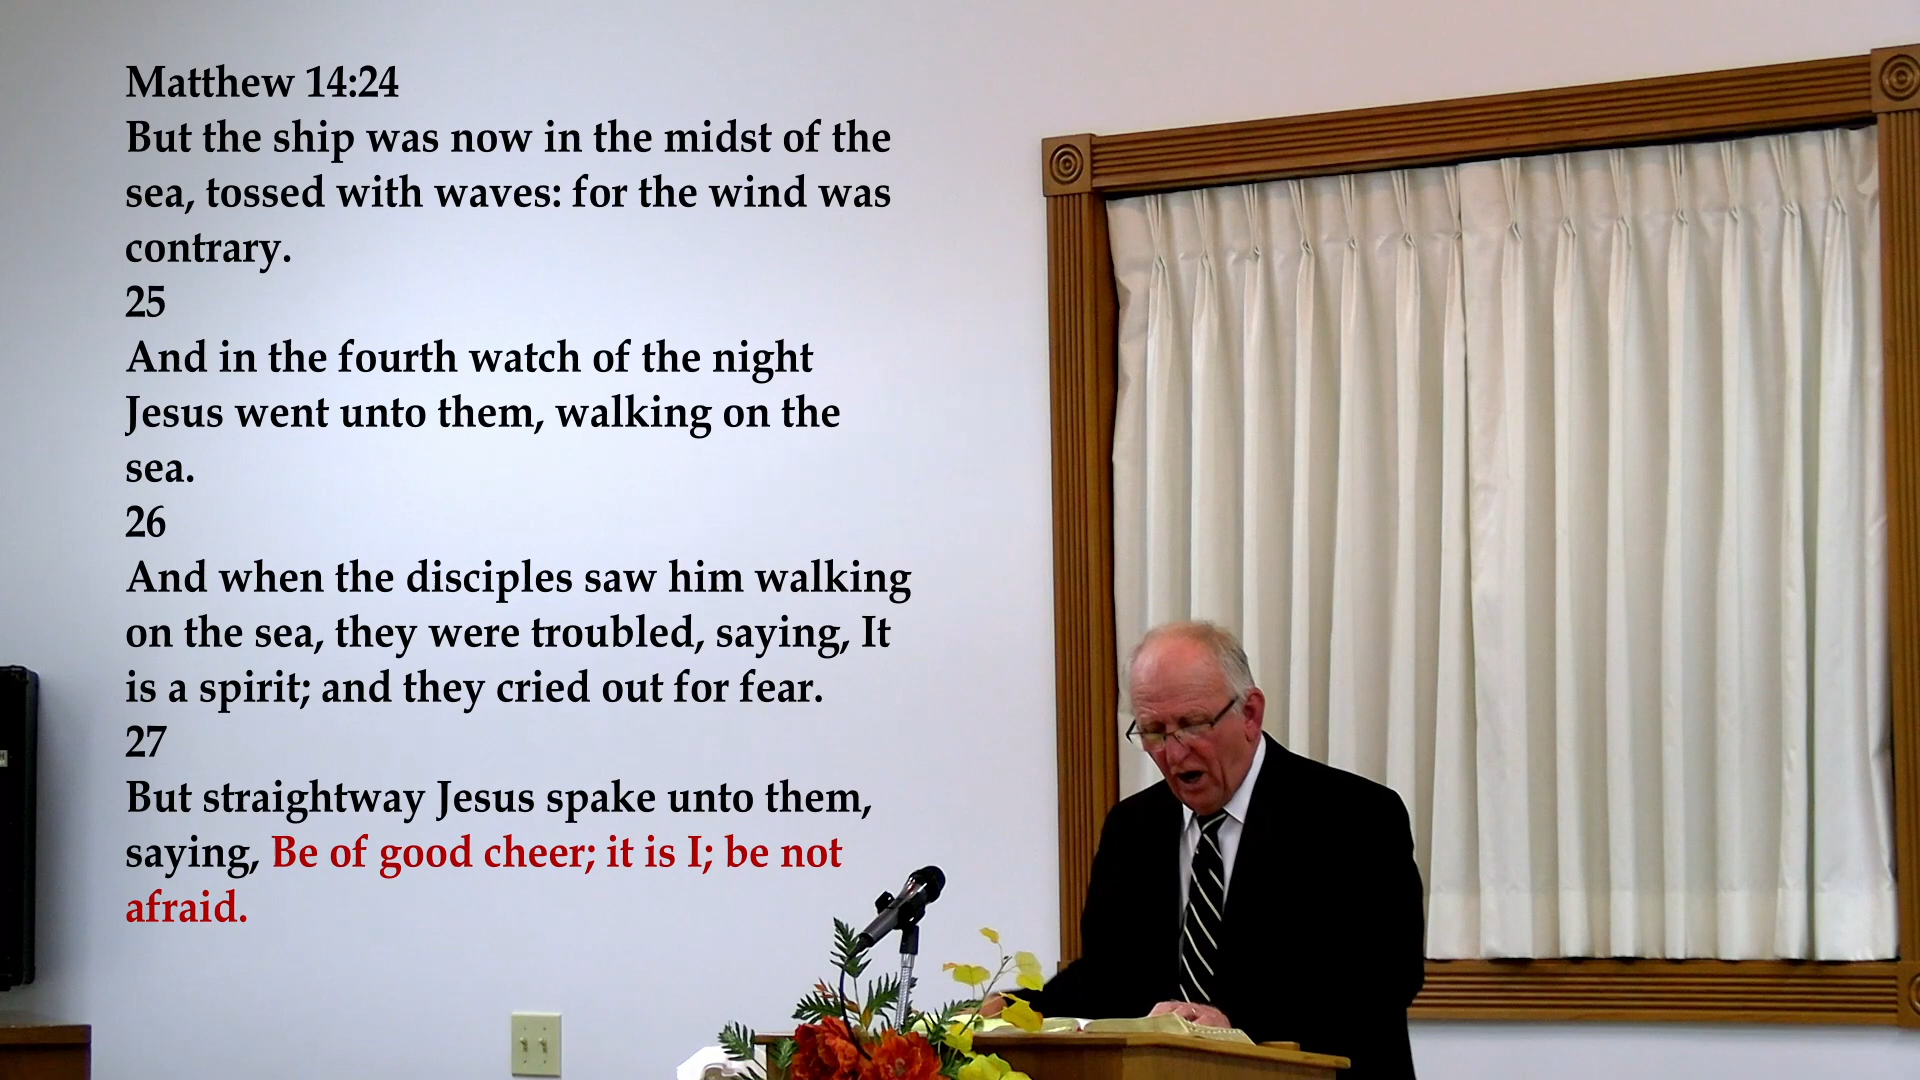 Matthew 14:24
But the ship was now in the midst of the
sea, tossed with waves: for the wind was
contrary.
25
And in the fourth watch of the night
Jesus went unto them, walking on the
sea.
26
And when the disciples saw him walking
on the sea, they were troubled, saying, It
is a spirit; and they cried out for fear.
27
But straightway Jesus spake unto them,
saying, Be of good cheer; it is I; be not
afraid.